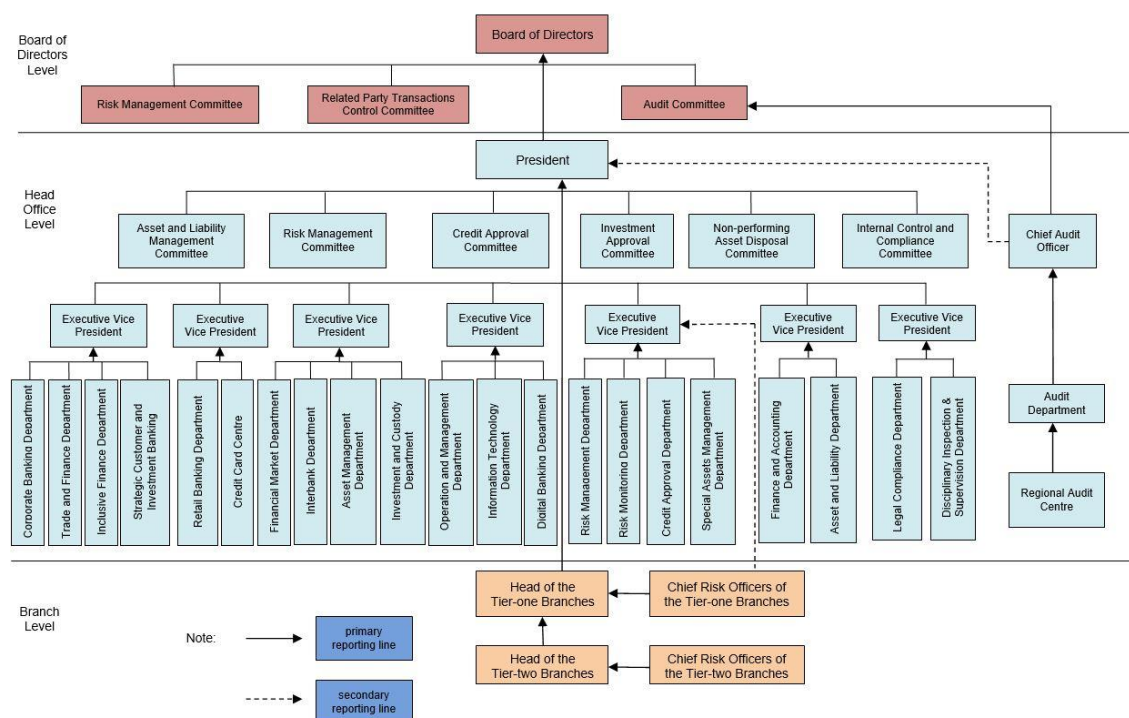 Board of
Directors
Level
Board of Directors
Risk Management Committee
Related Party Transactions
Control Committee
Audit Committee
Head
Office
Level
President
Asset and Liability
Management
Committee
Risk Management
Committee
Credit Approval
Committee
Investment
Approval
Committee
Non-performing
Asset Disposal
Committee
Internal Control and
Compliance
Committee
Chief Audit
Officer
Executive Vice
President
Executive
Vice President
Executive Vice
President
Executive Vice
President
Executive
Vice President
Executive
Vice President
Executive Vice
President
Corporate Banking Department
Trade and Finance Department
Inclusive Finance Department
Strategic Customer and
Investment Banking
Retail Banking Department
Credit Card Centre
Financial Market Department
Interbank Department
Asset Management
Department
Investment and Custody
Department
Operation and Management
Department
Information Technology
Department
Digital Banking Department
Risk Management Department
Risk Monitoring Department
Credit Approval Department
Special Assets Management
Department
Finance and Accounting
Department
Asset and Liability Department
Legal Compliance Department
Disciplinary Inspection &
Supervision Department
Audit
Department
Regional Audit
Centre
Branch
Level
Head of the
Tier-one Branches
Chief Risk Officers of
the Tier-one Branches
Head of the
Tier-two Branches
Chief Risk Officers of
the Tier-two Branches
Note:
primary
reporting line
secondary
reporting line